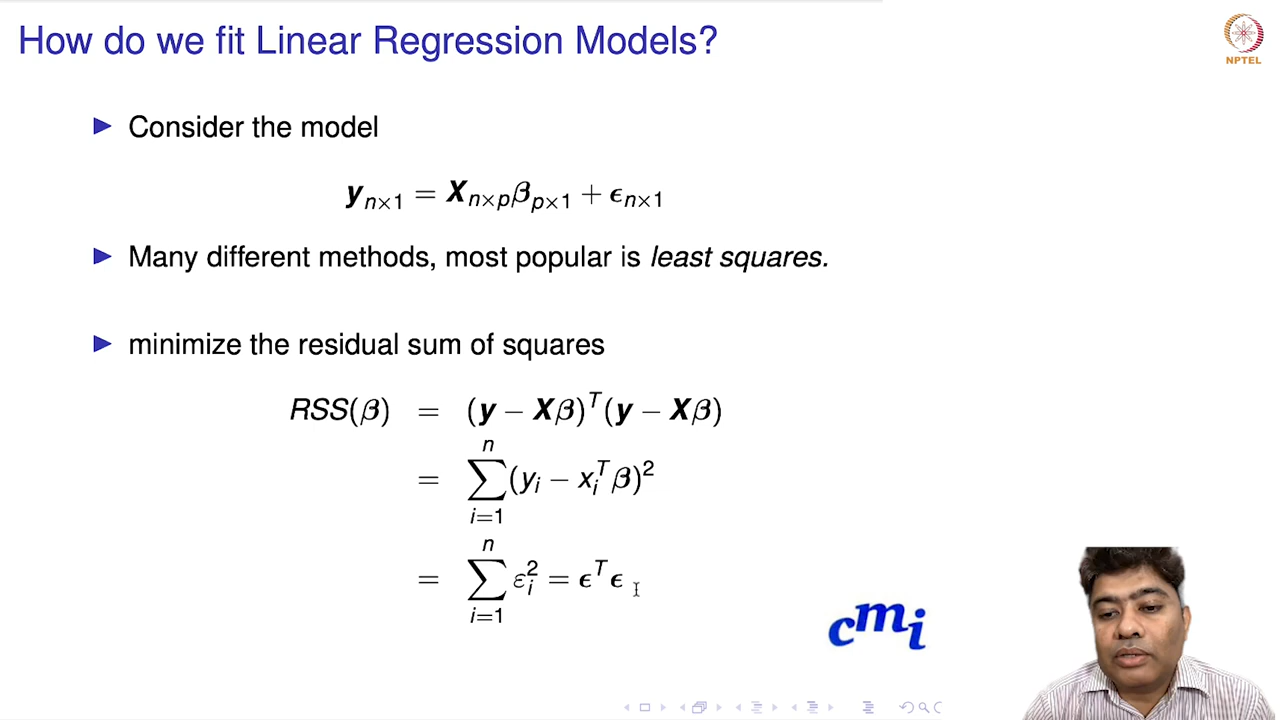 How do we fit Linear Regression Models?
NPTEL
▶ Consider the model
y_{n×1} = X_{n×p}β_{p×1} + ϵ_{n×1}
▶ Many different methods, most popular is least squares.
▶ minimize the residual sum of squares
RSS(β) = (y − Xβ)^T(y − Xβ)
= ∑_{i=1}^{n}(y_i − x_i^Tβ)^2
= ∑_{i=1}^{n} ε_i^2 = ϵ^Tϵ
cmi